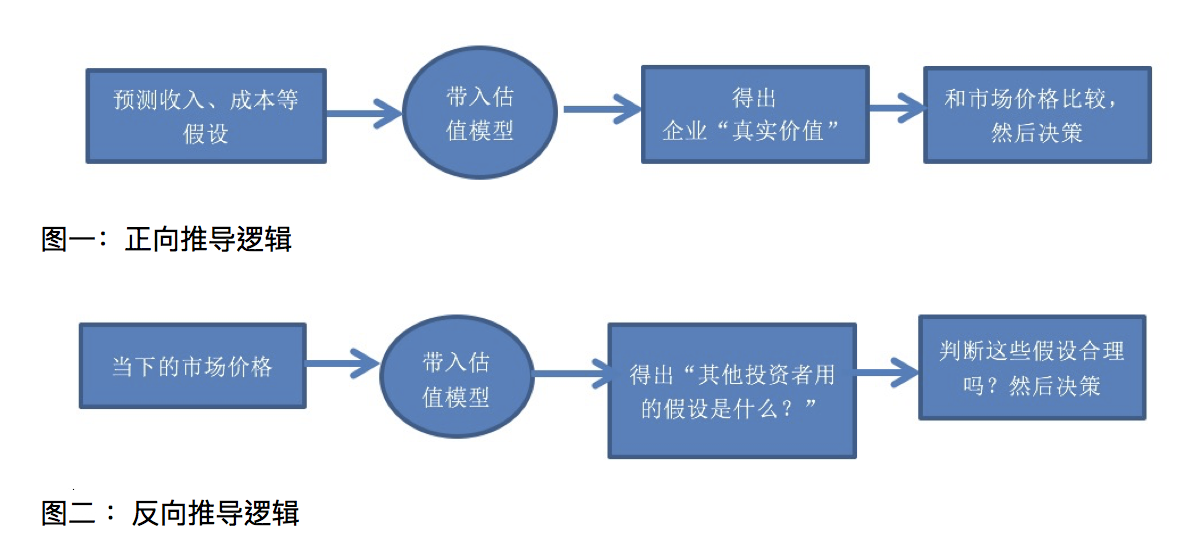 预测收入、成本等
假设
带入估
值模型
得出
企业“真实价值”
和市场价格比较，
然后决策
图一：正向推导逻辑
当下的市场价格
带入估
值模型
得出“其他投资者用
的假设是什么？”
判断这些假设合理
吗？然后决策
图二：反向推导逻辑